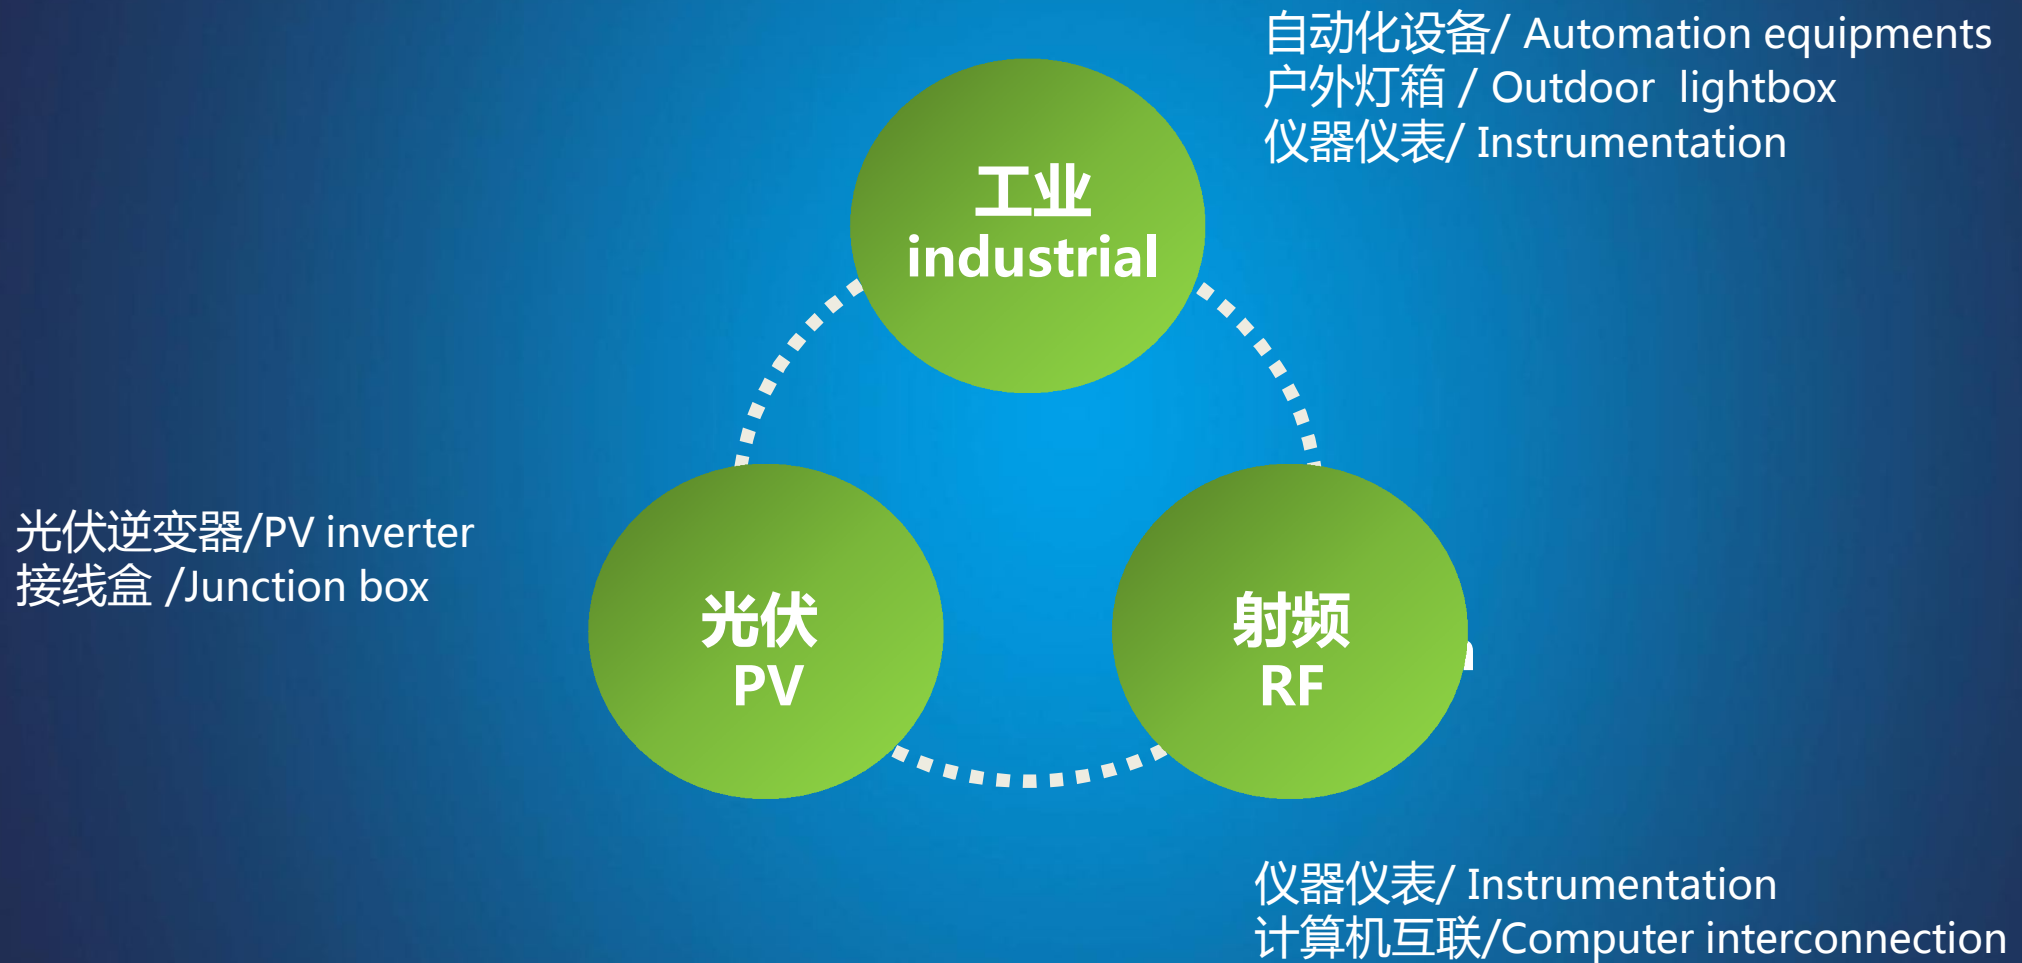 自动化设备/ Automation equipments
户外灯箱 / Outdoor lightbox
仪器仪表/ Instrumentation
工业
industrial
光伏逆变器/PV inverter
接线盒 /Junction box
光伏
PV
射频
RF
仪器仪表/ Instrumentation
计算机互联/Computer interconnection